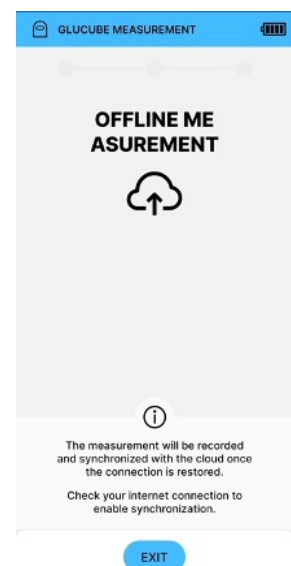 GLUCUBE MEASUREMENT
OFFLINE ME
ASUREMENT
The measurement will be recorded
and synchronized with the cloud once
the connection is restored.
Check your internet connection to
enable synchronization.
EXIT